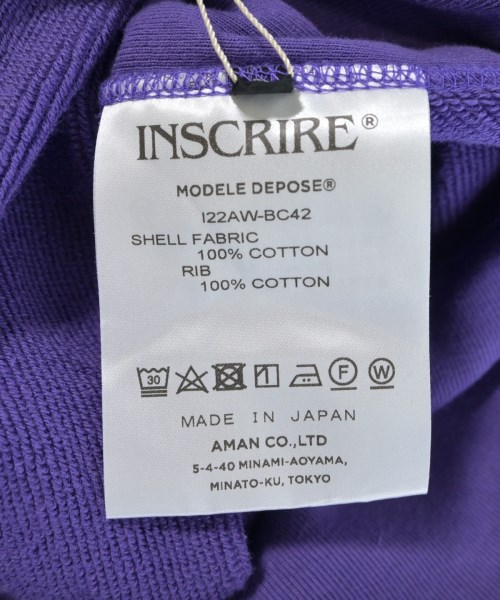 INSCRIRE®
MODELE DEPOSE®
I22AW-BC42
SHELL FABRIC
100% COTTON
RIB
100% COTTON
30 F W
MADE IN JAPAN
AMAN CO.,LTD
5-4-40 MINAMI-AOYAMA,
MINATO-KU, TOKYO